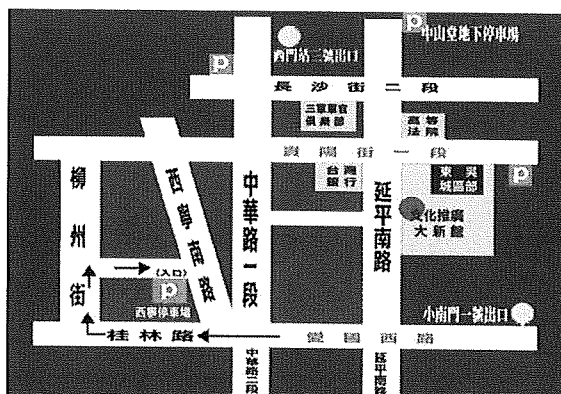 P
中山堂地下停車場
西門站三號出口
P
長沙街二段
三軍軍官
俱樂部
高等
法院
貴陽街一段
台灣
銀行
東吳
城區部
P
柳州街
西寧南路
中華路一段
延平南路
文化推廣
大新館
(入口)
P
西寧停車場
小南門一號出口
桂林路
愛國西路
中華路二段
延平南路